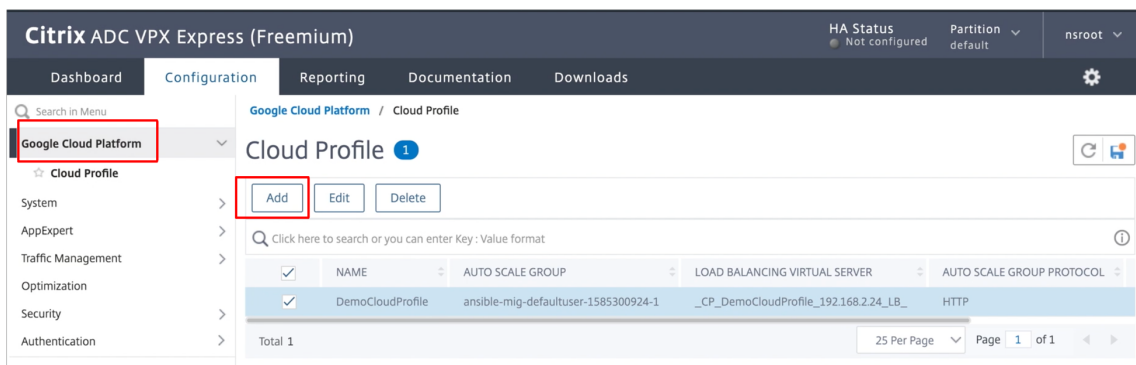 Citrix ADC VPX Express (Freemium)
HA Status
Not configured
Partition
default
nsroot
Dashboard
Configuration
Reporting
Documentation
Downloads
Search in Menu
Google Cloud Platform
Cloud Profile
System
AppExpert
Traffic Management
Optimization
Security
Authentication
Google Cloud Platform / Cloud Profile
Cloud Profile 1
Add
Edit
Delete
Click here to search or you can enter Key : Value format
NAME
AUTO SCALE GROUP
LOAD BALANCING VIRTUAL SERVER
AUTO SCALE GROUP PROTOCOL
DemoCloudProfile
ansible-mig-defaultuser-1585300924-1
_CP_DemoCloudProfile_192.168.2.24_LB_
HTTP
Total 1
25 Per Page
Page 1 of 1